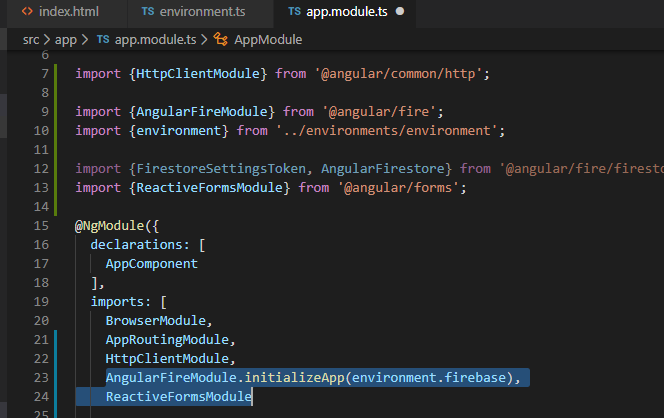 index.html TS environment.ts TS app.module.ts
src > app > TS app.module.ts > AppModule
6
7 import {HttpClientModule} from '@angular/common/http';
8
9 import {AngularFireModule} from '@angular/fire';
10 import {environment} from '../environments/environment';
11
12 import {FirestoreSettingsToken, AngularFirestore} from '@angular/fire/firesto
13 import {ReactiveFormsModule} from '@angular/forms';
14
15 @NgModule({
16 declarations: [
17 AppComponent
18 ],
19 imports: [
20 BrowserModule,
21 AppRoutingModule,
22 HttpClientModule,
23 AngularFireModule.initializeApp(environment.firebase),
24 ReactiveFormsModule
25